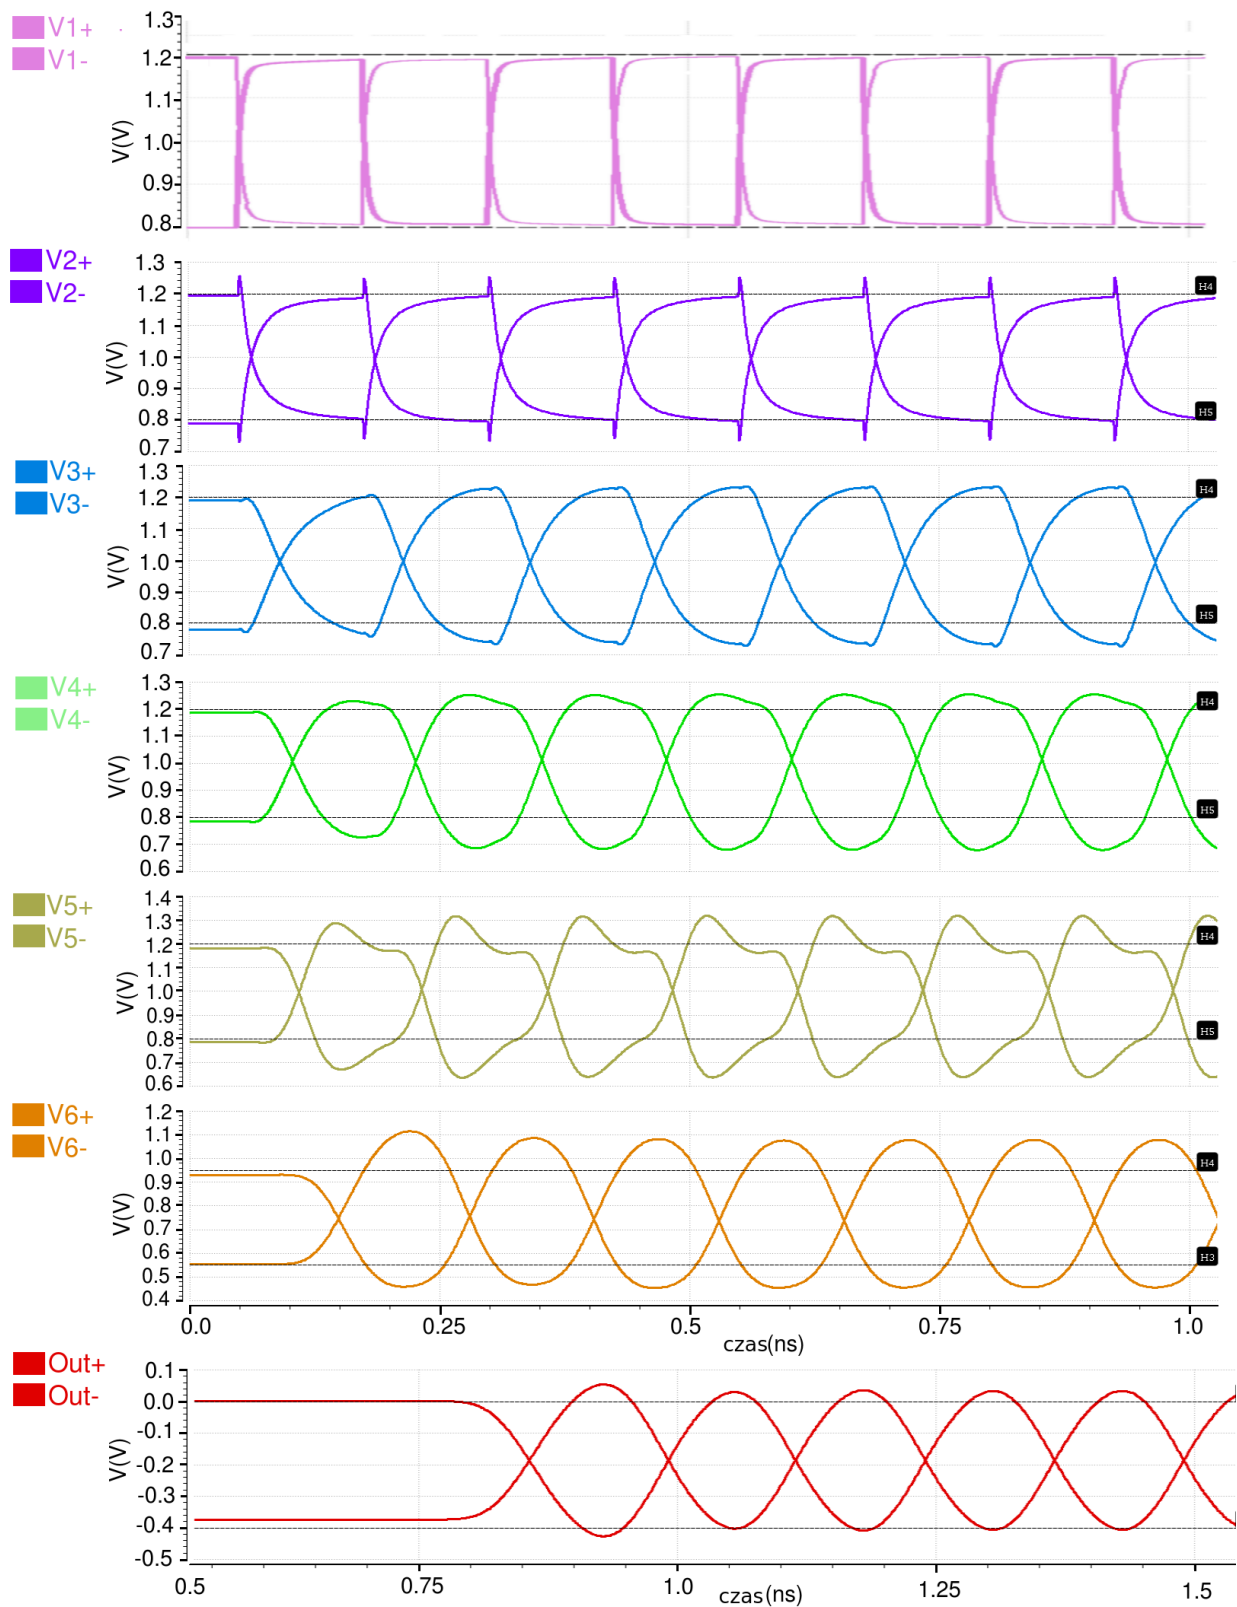 V1+
V1-
1.3
1.2
1.1
1.0
0.9
0.8
V(V)
V2+
V2-
1.3
1.2
1.1
1.0
0.9
0.8
0.7
V(V)
H4
H5
V3+
V3-
1.3
1.2
1.1
1.0
0.9
0.8
0.7
V(V)
H4
H5
V4+
V4-
1.3
1.2
1.1
1.0
0.9
0.8
0.7
0.6
V(V)
H4
H5
V5+
V5-
1.4
1.3
1.2
1.1
1.0
0.9
0.8
0.7
0.6
V(V)
H4
H5
V6+
V6-
1.2
1.1
1.0
0.9
0.8
0.7
0.6
0.5
0.4
V(V)
H4
H3
0.0 0.25 0.5 0.75 1.0
czas(ns)
Out+
Out-
0.1
0.0
-0.1
-0.2
-0.3
-0.4
-0.5
V(V)
0.5 0.75 1.0 1.25 1.5
czas(ns)